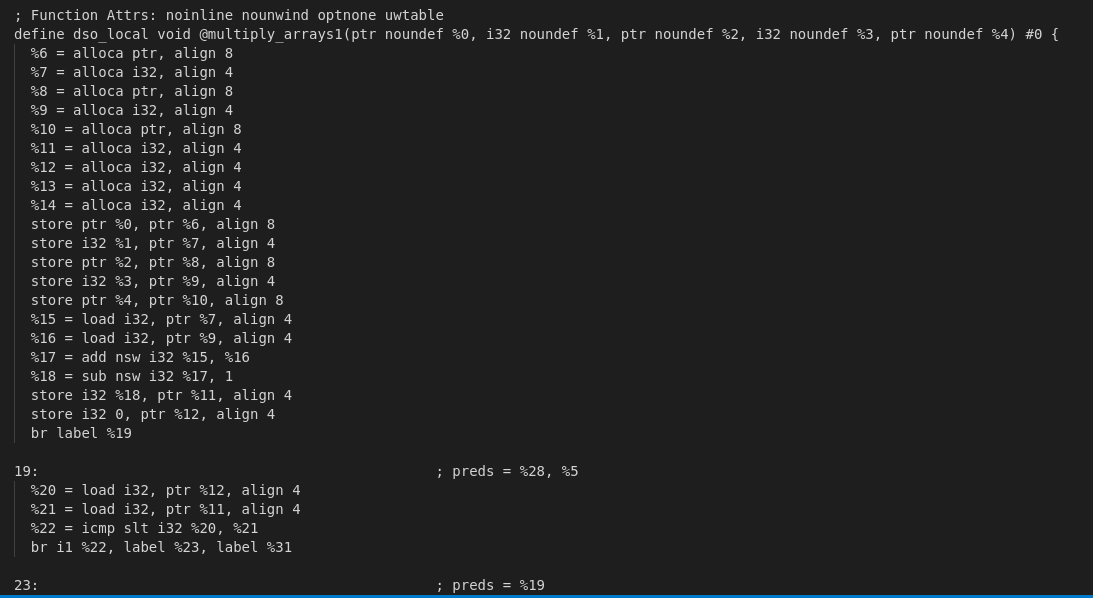 ; Function Attrs: noinline nounwind optnone uwtable
define dso_local void @multiply_arrays1(ptr noundef %0, i32 noundef %1, ptr noundef %2, i32 noundef %3, ptr noundef %4) #0 {
  %6 = alloca ptr, align 8
  %7 = alloca i32, align 4
  %8 = alloca ptr, align 8
  %9 = alloca i32, align 4
  %10 = alloca ptr, align 8
  %11 = alloca i32, align 4
  %12 = alloca i32, align 4
  %13 = alloca i32, align 4
  %14 = alloca i32, align 4
  store ptr %0, ptr %6, align 8
  store i32 %1, ptr %7, align 4
  store ptr %2, ptr %8, align 8
  store i32 %3, ptr %9, align 4
  store ptr %4, ptr %10, align 8
  %15 = load i32, ptr %7, align 4
  %16 = load i32, ptr %9, align 4
  %17 = add nsw i32 %15, %16
  %18 = sub nsw i32 %17, 1
  store i32 %18, ptr %11, align 4
  store i32 0, ptr %12, align 4
  br label %19

19:                                               ; preds = %28, %5
  %20 = load i32, ptr %12, align 4
  %21 = load i32, ptr %11, align 4
  %22 = icmp slt i32 %20, %21
  br i1 %22, label %23, label %31

23:                                               ; preds = %19